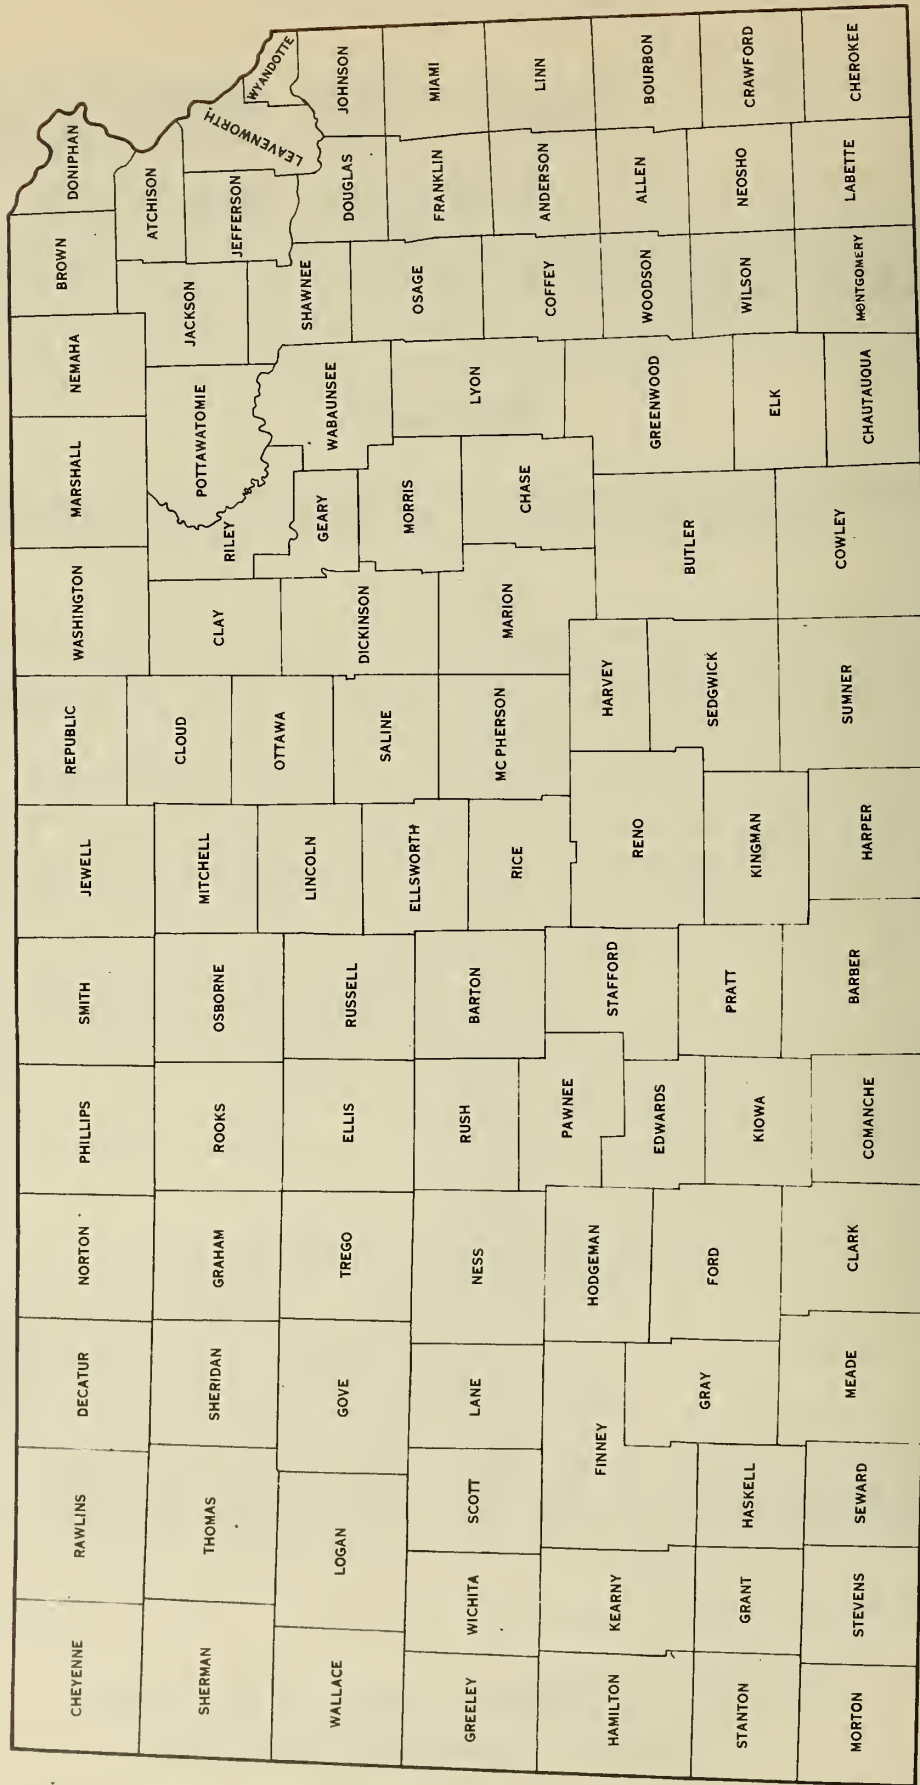 CHEYENNE
RAWLINS
DECATUR
NORTON
PHILLIPS
SMITH
JEWELL
REPUBLIC
WASHINGTON
MARSHALL
NEMAHA
BROWN
DONIPHAN
SHERMAN
THOMAS
SHERIDAN
GRAHAM
ROOKS
OSBORNE
MITCHELL
CLOUD
CLAY
RILEY
POTTAWATOMIE
JACKSON
ATCHISON
JEFFERSON
LEAVENWORTH
WYANDOTTE
WALLACE
LOGAN
GOVE
TREGO
ELLIS
RUSSELL
LINCOLN
OTTAWA
DICKINSON
GEARY
WABAUNSEE
SHAWNEE
DOUGLAS
JOHNSON
GREELEY
WICHITA
SCOTT
LANE
NESS
RUSH
BARTON
ELLSWORTH
SALINE
MORRIS
LYON
OSAGE
FRANKLIN
MIAMI
RICE
MC PHERSON
MARION
CHASE
COFFEY
ANDERSON
LINN
HAMILTON
KEARNY
FINNEY
HODGEMAN
PAWNEE
STAFFORD
RENO
HARVEY
BUTLER
GREENWOOD
WOODSON
ALLEN
BOURBON
GRAY
FORD
EDWARDS
PRATT
KINGMAN
SEDGWICK
ELK
WILSON
NEOSHO
CRAWFORD
STANTON
GRANT
HASKELL
KIOWA
MORTON
STEVENS
SEWARD
MEADE
CLARK
COMANCHE
BARBER
HARPER
SUMNER
COWLEY
CHAUTAUQUA
MONTGOMERY
LABETTE
CHEROKEE